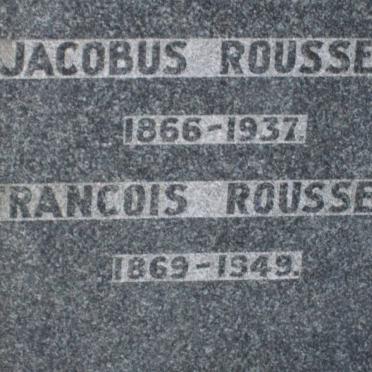 JACOBUS ROUSSE
1866-1937.
RANCOIS ROUSSE
1869-1949.